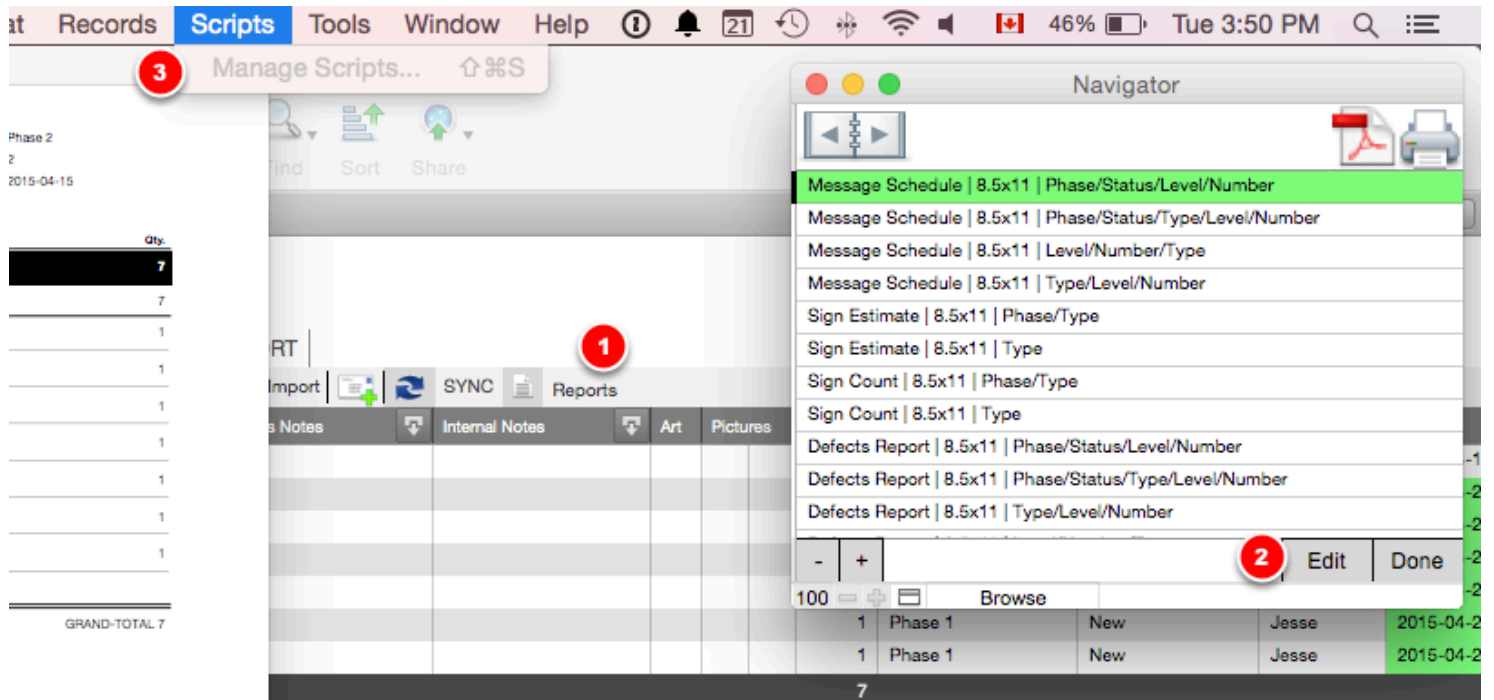 at Records Scripts Tools Window Help 21 46% Tue 3:50 PM
3 Manage Scripts... ⇧⌘S
Navigator
Phase 2
2
2015-04-15
Find Sort Share
Qty.
7
7
1
1
1
1
1
1
1
GRAND-TOTAL 7
RT
1
Import SYNC Reports
s Notes Internal Notes Art Pictures
Message Schedule | 8.5x11 | Phase/Status/Level/Number
Message Schedule | 8.5x11 | Phase/Status/Type/Level/Number
Message Schedule | 8.5x11 | Level/Number/Type
Message Schedule | 8.5x11 | Type/Level/Number
Sign Estimate | 8.5x11 | Phase/Type
Sign Estimate | 8.5x11 | Type
Sign Count | 8.5x11 | Phase/Type
Sign Count | 8.5x11 | Type
Defects Report | 8.5x11 | Phase/Status/Level/Number
Defects Report | 8.5x11 | Phase/Status/Type/Level/Number
Defects Report | 8.5x11 | Type/Level/Number
- + 2 Edit Done
100 Browse
-1
-2
-2
-2
-2
-2
1 Phase 1 New Jesse 2015-04-2
1 Phase 1 New Jesse 2015-04-2
7